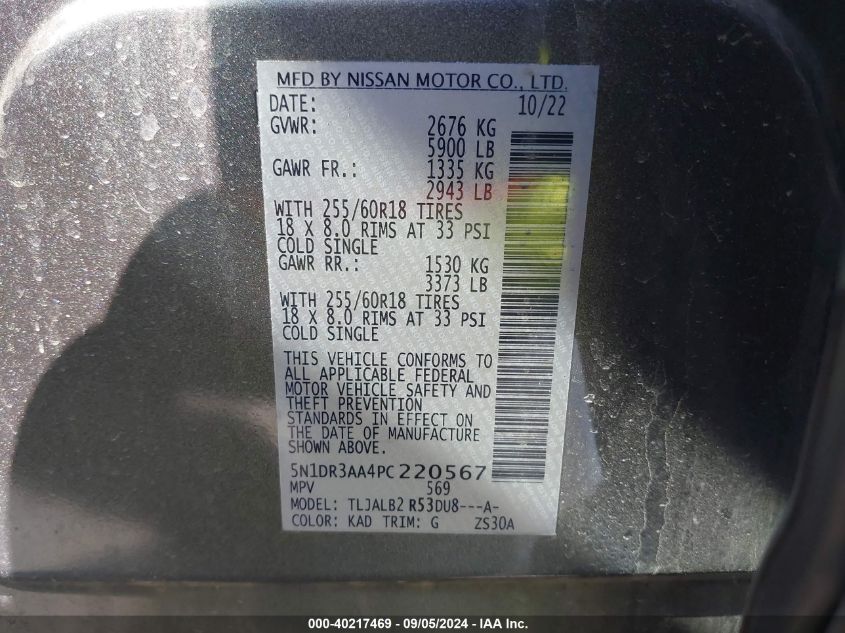 MFD BY NISSAN MOTOR CO., LTD.
DATE: 10/22
GVWR: 2676 KG
5900 LB
GAWR FR.: 1335 KG
2943 LB
WITH 255/60R18 TIRES
18 X 8.0 RIMS AT 33 PSI
COLD SINGLE
GAWR RR.: 1530 KG
3373 LB
WITH 255/60R18 TIRES
18 X 8.0 RIMS AT 33 PSI
COLD SINGLE
THIS VEHICLE CONFORMS TO
ALL APPLICABLE FEDERAL
MOTOR VEHICLE SAFETY AND
THEFT PREVENTION
STANDARDS IN EFFECT ON
THE DATE OF MANUFACTURE
SHOWN ABOVE.
5N1DR3AA4PC220567
MPV 569
MODEL: TLJALB2 R53DU8---A-
COLOR: KAD TRIM: G ZS30A
000-40217469 - 09/05/2024 - IAA Inc.